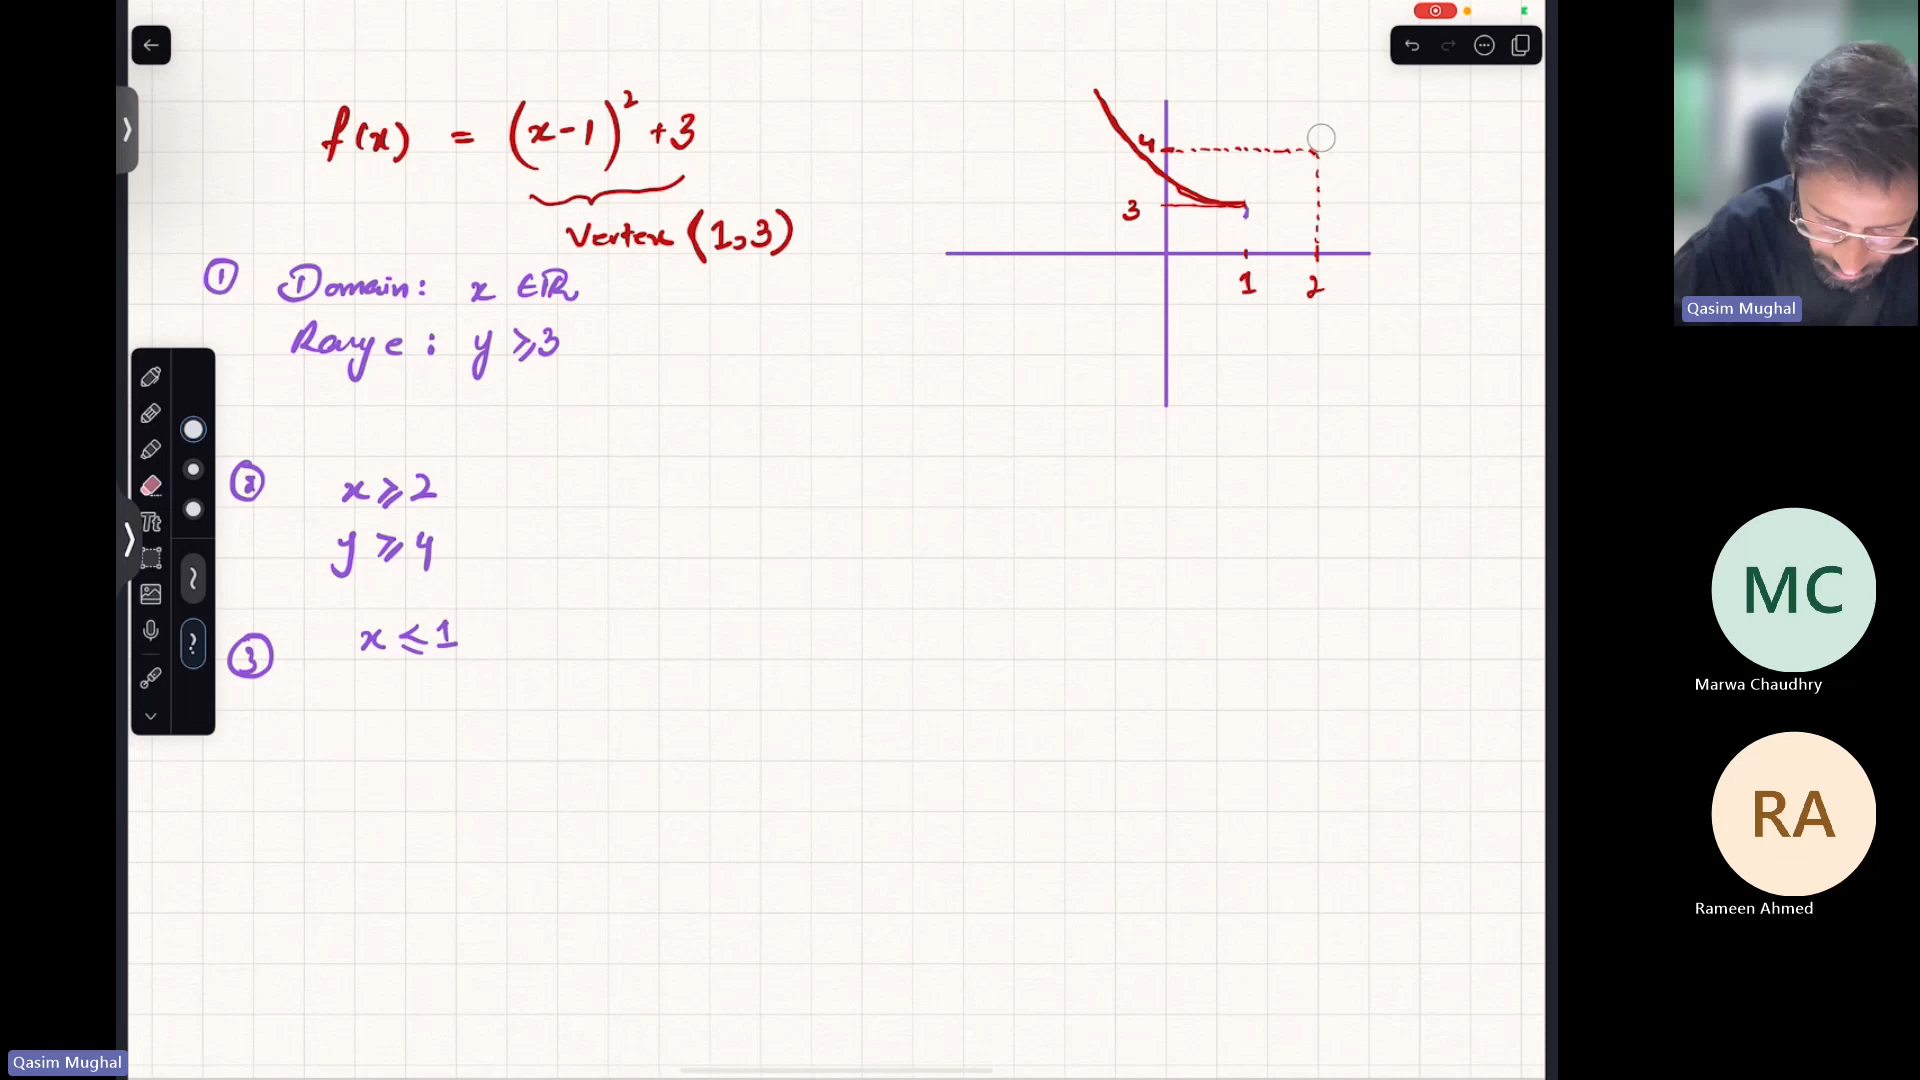 f(x) = (x-1)² +3
Vertex (1,3)
① Domain: x ∈ ℝ
Range: y ⩾ 3
② x ⩾ 2
y ⩾ 4
③ x ⩽ 1
4
3
1
2
Tt
Qasim Mughal
MC
Marwa Chaudhry
RA
Rameen Ahmed
Qasim Mughal